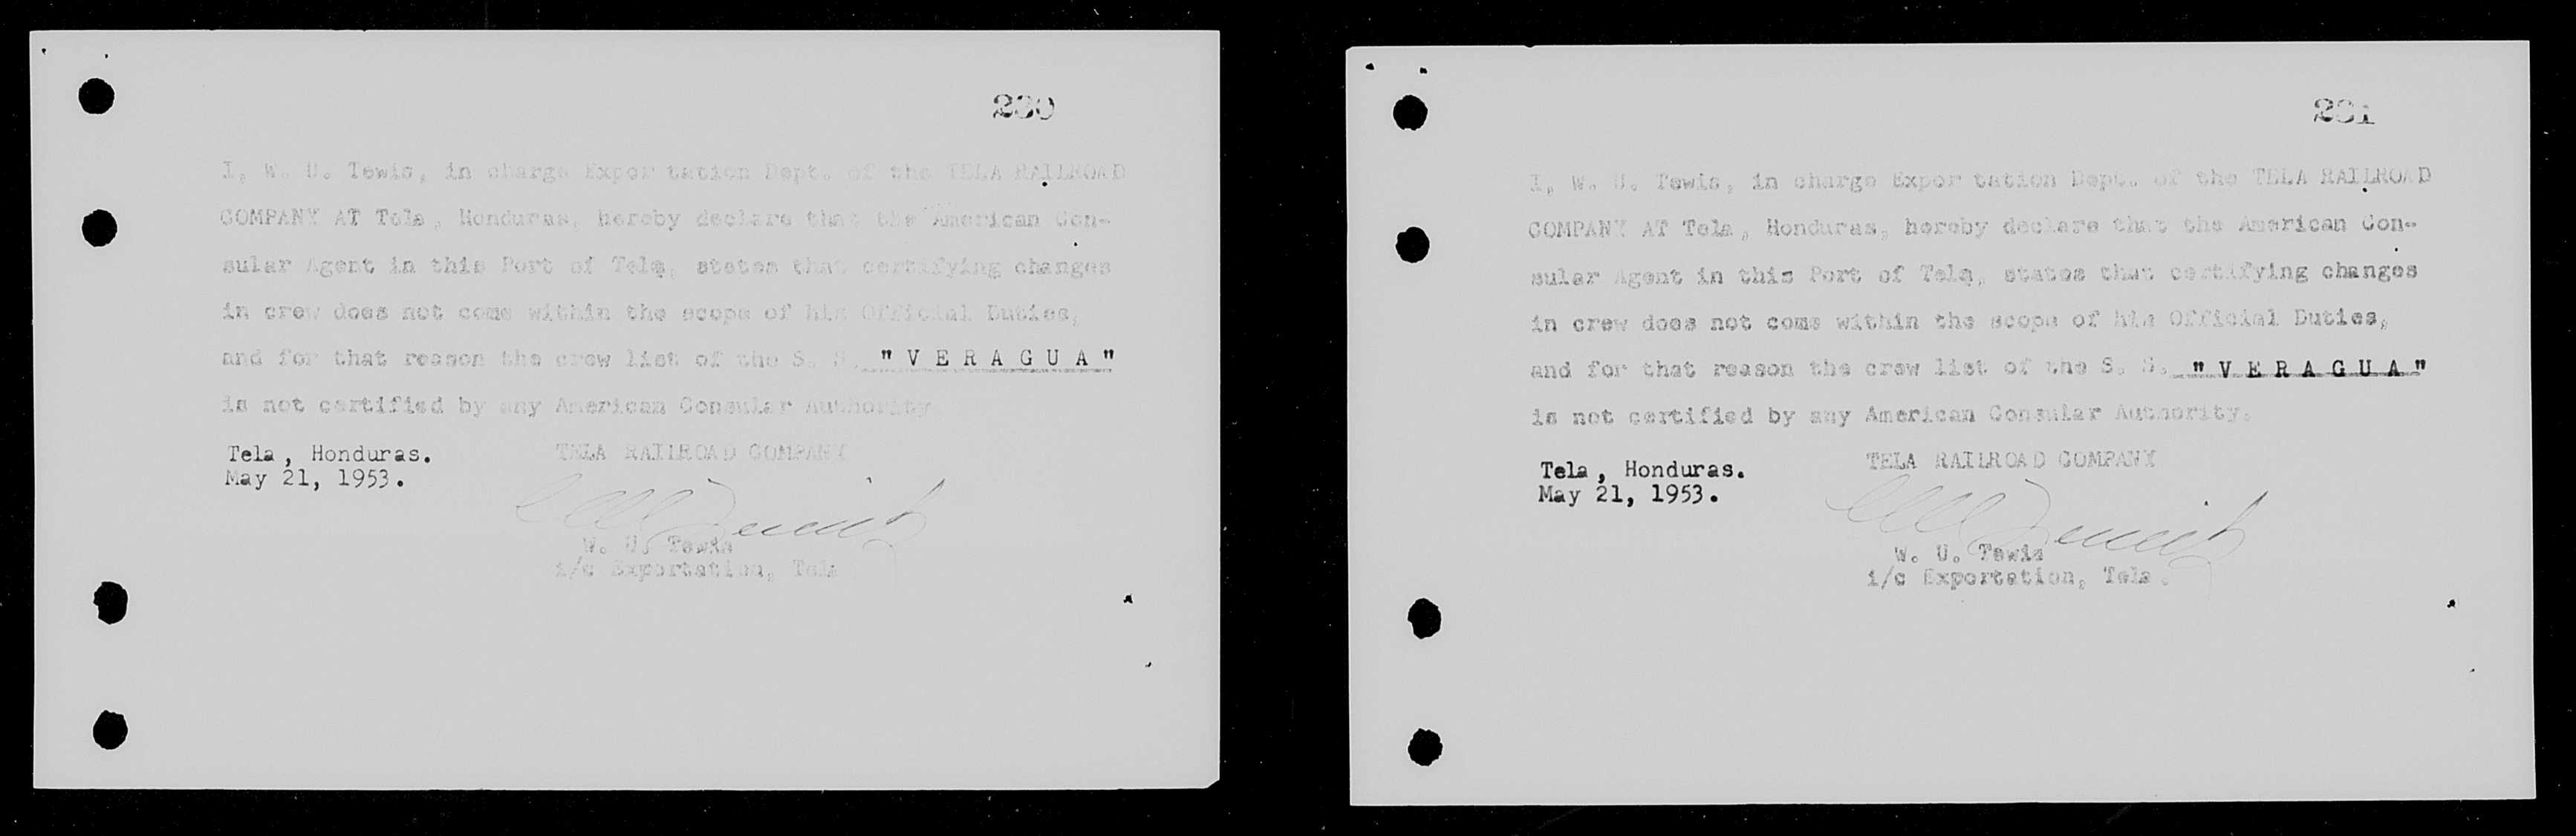 230
I, W. U. Tewis, in charge Expor tation Dept. of the TELA RAILROAD
COMPANY AT Tela, Honduras, hereby declare that the American Con-
sular Agent in this Port of Tela, states that certifying changes
in crew does not come within the scope of his Official Duties,
and for that reason the crew list of the S. S. "VERAGUA"
is not certified by any American Consular Authority
Tela, Honduras.
May 21, 1953.
TELA RAILROAD COMPANY
W. U. Tewis
i/c Exportation, Tela
231
I, W. U. Tewis, in charge Expor tation Dept. of the TELA RAILROAD
COMPANY AT Tela, Honduras, hereby declare that the American Con-
sular Agent in this Port of Tela, states that certifying changes
in crew does not come within the scope of his Official Duties,
and for that reason the crew list of the S. S. "VERAGUA"
is not certified by any American Consular Authority.
Tela, Honduras.
May 21, 1953.
TELA RAILROAD COMPANY
W. U. Tewis
i/c Exportation, Tela.